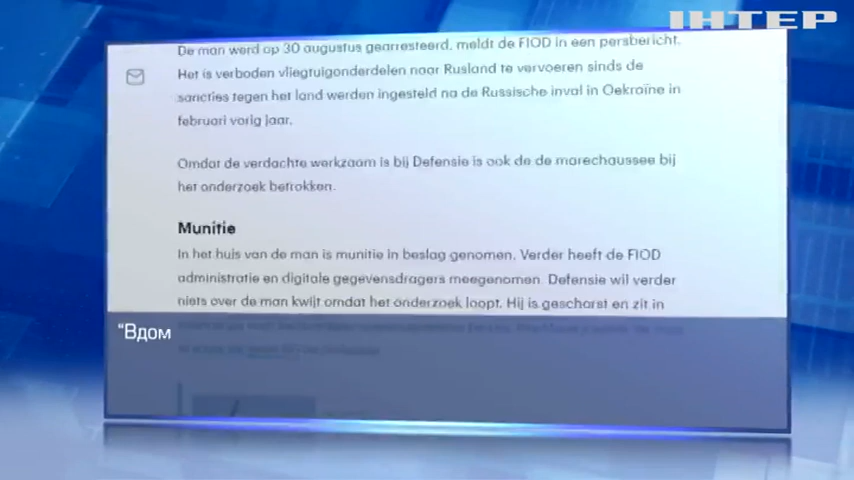 ІНТЕР
De man werd op 30 augustus gearresteerd, meldt de FIOD in een persbericht.
Het is verboden vliegtuigonderdelen naar Rusland te vervoeren sinds de
sancties tegen het land werden ingesteld na de Russische inval in Oekraïne in
februari vorig jaar.
Omdat de verdachte werkzaam is bij Defensie is ook de de marechaussee bij
het onderzoek betrokken.
Munitie
In het huis van de man is munitie in beslag genomen. Verder heeft de FIOD
administratie en digitale gegevensdragers meegenomen. Defensie wil verder
niets over de man kwijt omdat het onderzoek loopt. Hij is geschorst en zit in
“Вдом